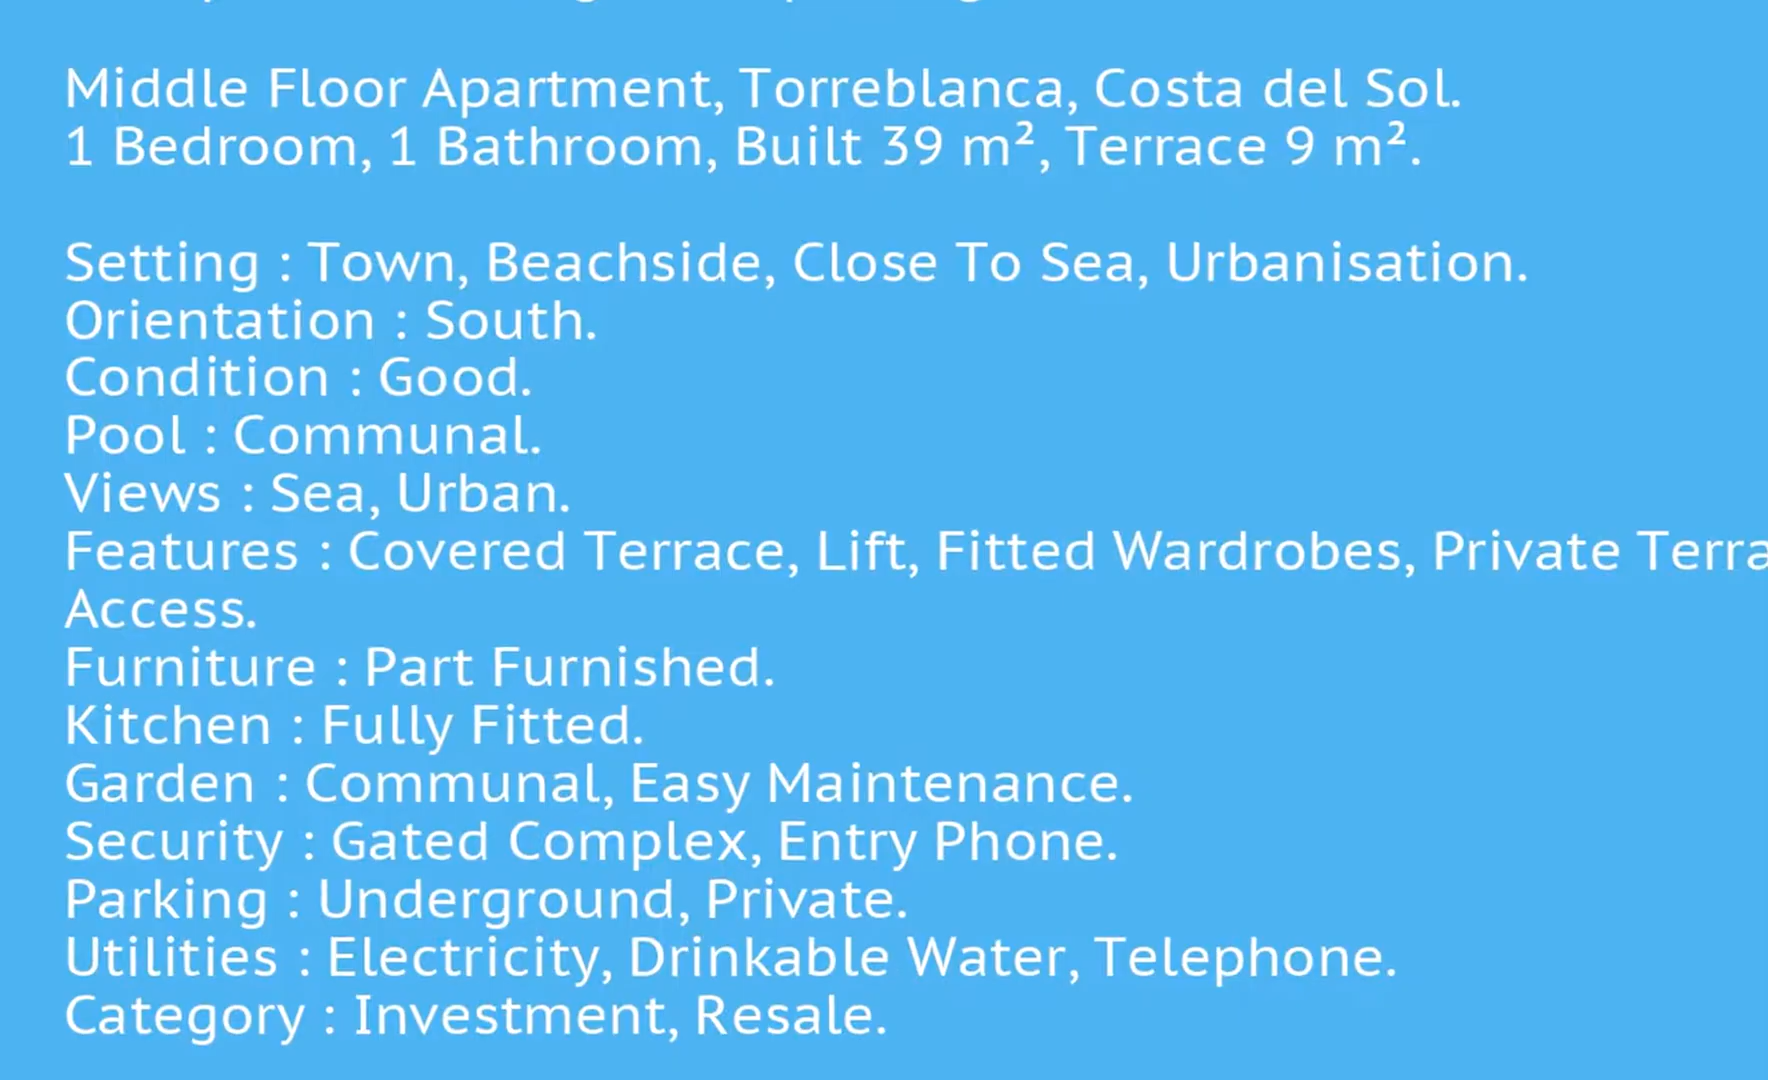 Middle Floor Apartment, Torreblanca, Costa del Sol.
1 Bedroom, 1 Bathroom, Built 39 m², Terrace 9 m².
Setting : Town, Beachside, Close To Sea, Urbanisation.
Orientation : South.
Condition : Good.
Pool : Communal.
Views : Sea, Urban.
Features : Covered Terrace, Lift, Fitted Wardrobes, Private
Access.
Furniture : Part Furnished.
Kitchen : Fully Fitted.
Garden : Communal, Easy Maintenance.
Security : Gated Complex, Entry Phone.
Parking : Underground, Private.
Utilities : Electricity, Drinkable Water, Telephone.
Category : Investment, Resale.